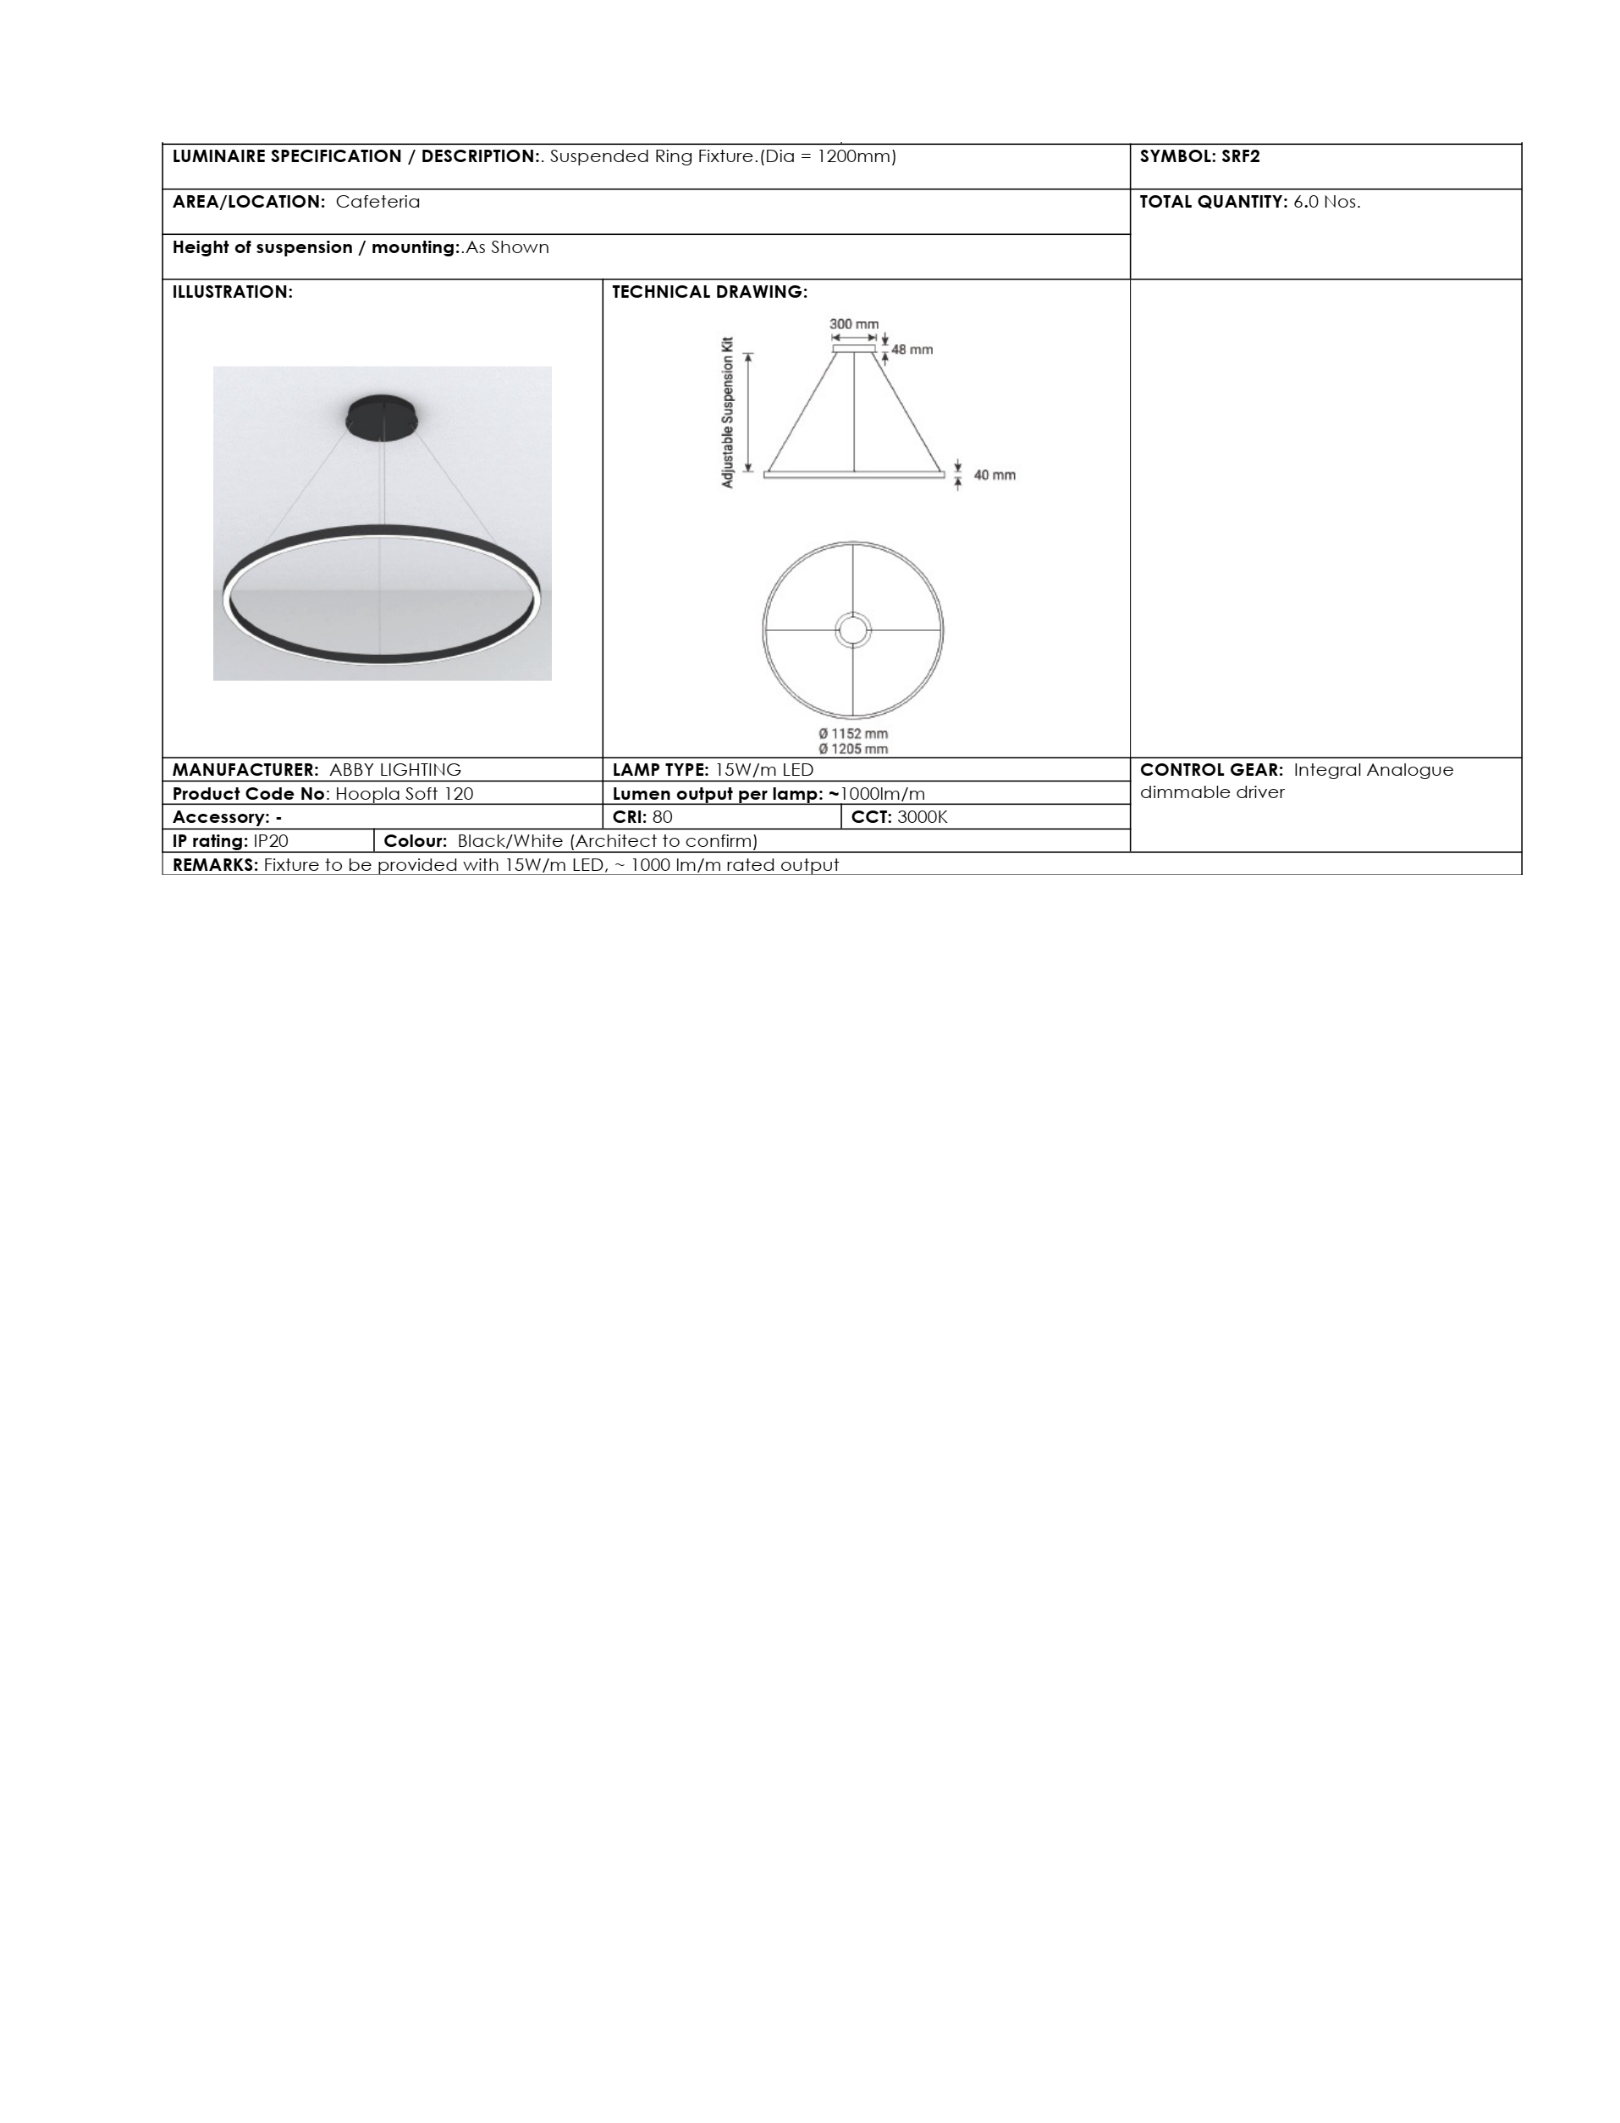 LUMINAIRE SPECIFICATION / DESCRIPTION:. Suspended Ring Fixture.(Dia = 1200mm)
SYMBOL: SRF2
AREA/LOCATION: Cafeteria
TOTAL QUANTITY: 6.0 Nos.
Height of suspension / mounting:.As Shown
ILLUSTRATION:
TECHNICAL DRAWING:
300 mm
48 mm
Adjustable Suspension Kit
40 mm
Ø 1152 mm
Ø 1205 mm
MANUFACTURER: ABBY LIGHTING
LAMP TYPE: 15W/m LED
CONTROL GEAR: Integral Analogue
dimmable driver
Product Code No: Hoopla Soft 120
Lumen output per lamp: ~1000lm/m
Accessory: -
CRI: 80
CCT: 3000K
IP rating: IP20
Colour: Black/White (Architect to confirm)
REMARKS: Fixture to be provided with 15W/m LED, ~ 1000 lm/m rated output